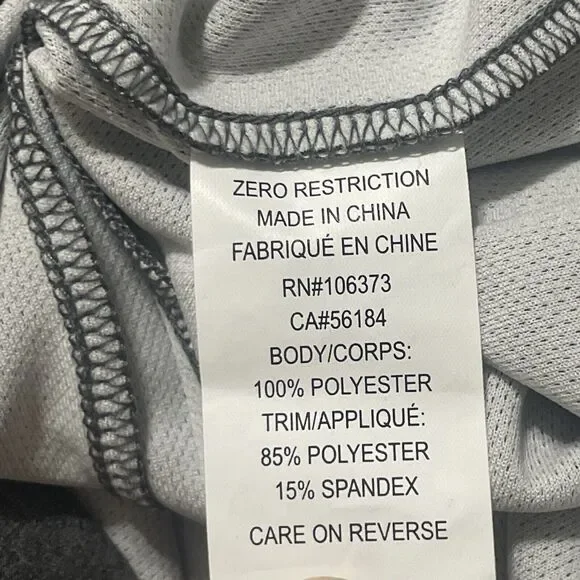 ZERO RESTRICTION
MADE IN CHINA
FABRIQUÉ EN CHINE
RN#106373
CA#56184
BODY/CORPS:
100% POLYESTER
TRIM/APPLIQUÉ:
85% POLYESTER
15% SPANDEX
CARE ON REVERSE